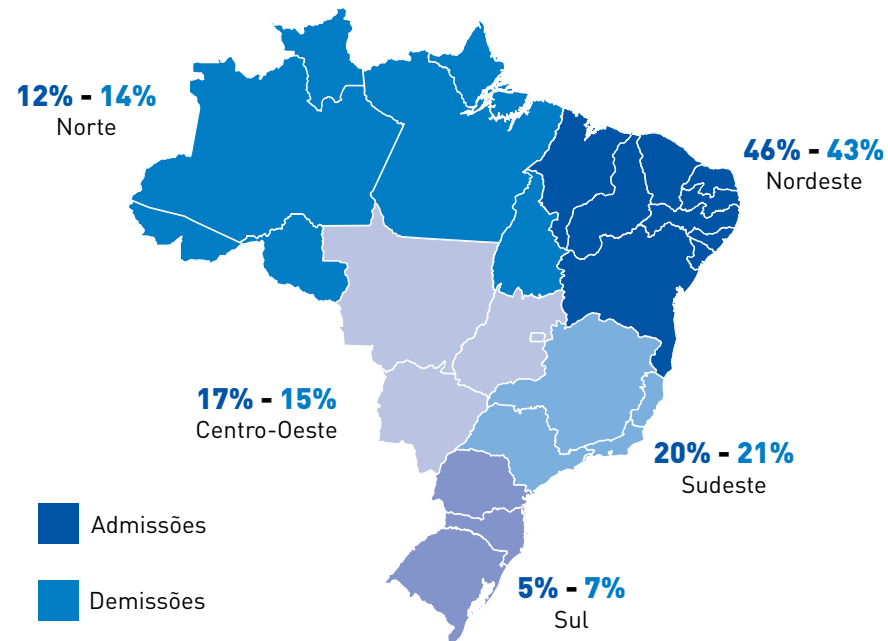 12% - 14%
Norte
46% - 43%
Nordeste
17% - 15%
Centro-Oeste
20% - 21%
Sudeste
5% - 7%
Sul
Admissões
Demissões